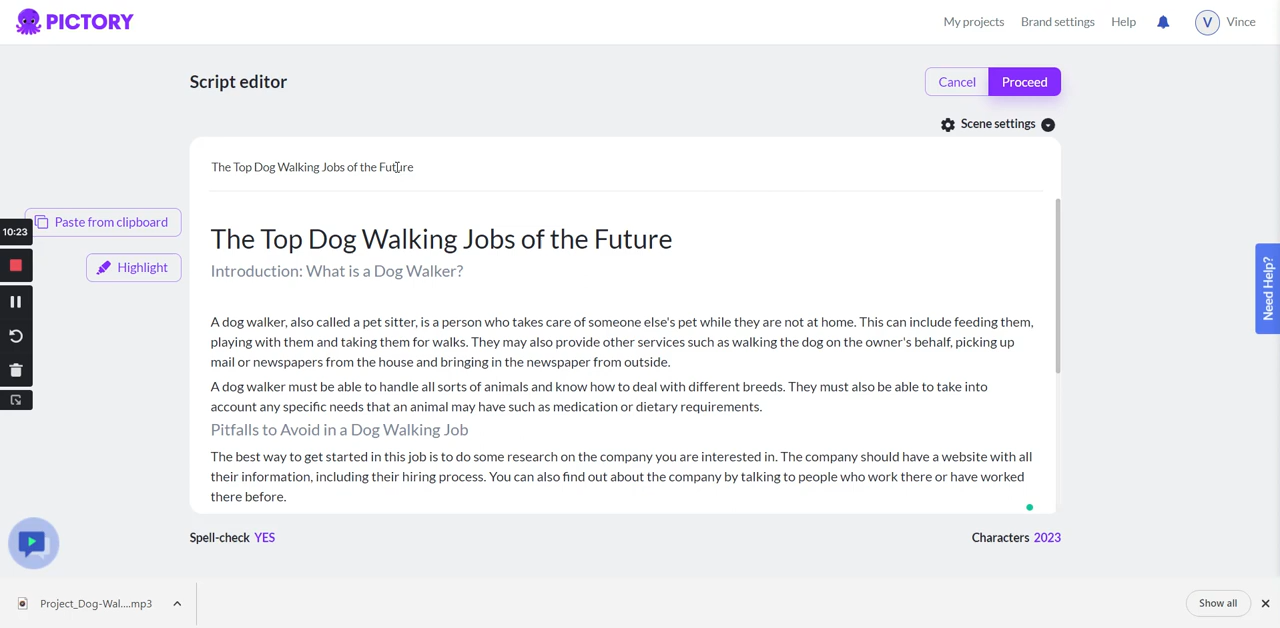 PICTORY
My projects
Brand settings
Help
V
Vince
Script editor
Cancel
Proceed
Scene settings
The Top Dog Walking Jobs of the Future
Paste from clipboard
10:23
Highlight
The Top Dog Walking Jobs of the Future
Introduction: What is a Dog Walker?
A dog walker, also called a pet sitter, is a person who takes care of someone else's pet while they are not at home. This can include feeding them,
playing with them and taking them for walks. They may also provide other services such as walking the dog on the owner's behalf, picking up
mail or newspapers from the house and bringing in the newspaper from outside.
A dog walker must be able to handle all sorts of animals and know how to deal with different breeds. They must also be able to take into
account any specific needs that an animal may have such as medication or dietary requirements.
Pitfalls to Avoid in a Dog Walking Job
The best way to get started in this job is to do some research on the company you are interested in. The company should have a website with all
their information, including their hiring process. You can also find out about the company by talking to people who work there or have worked
there before.
Need Help?
Spell-check YES
Characters 2023
Project_Dog-Wal....mp3
Show all